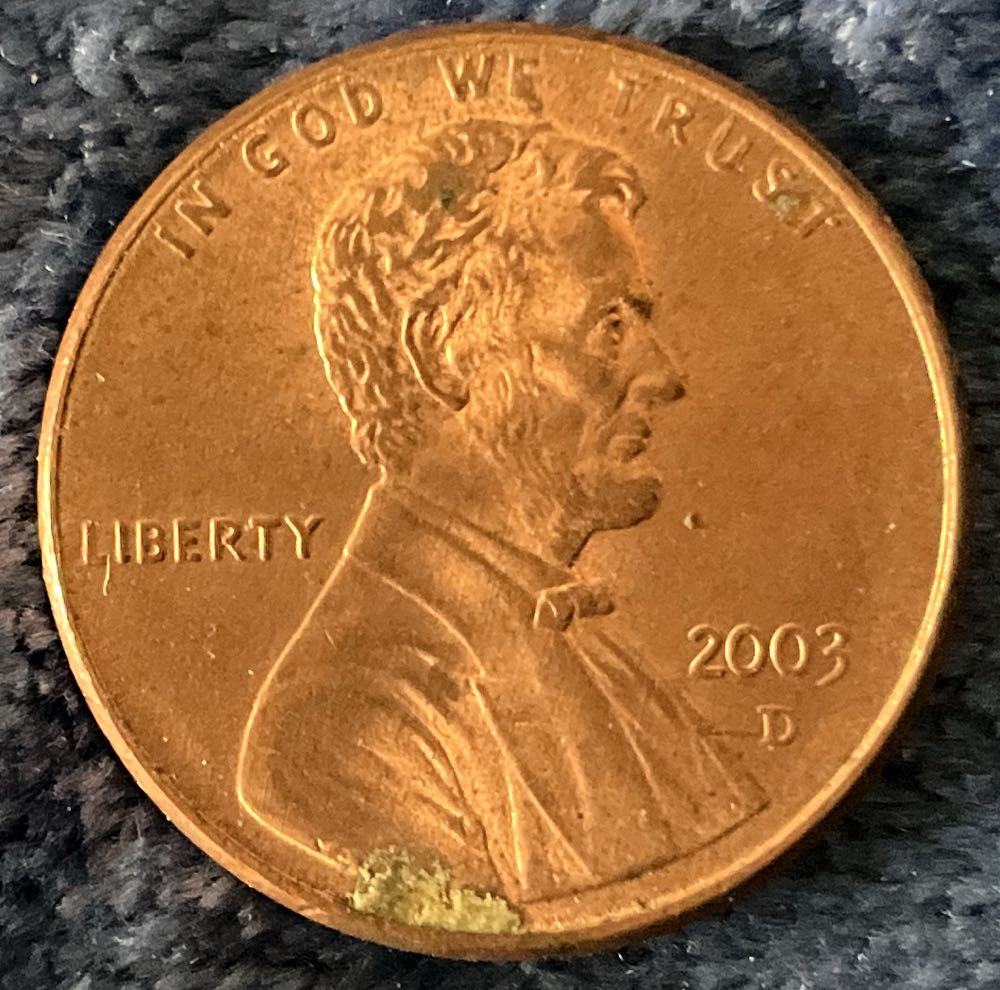 IN GOD WE TRUST
LIBERTY
2003
D